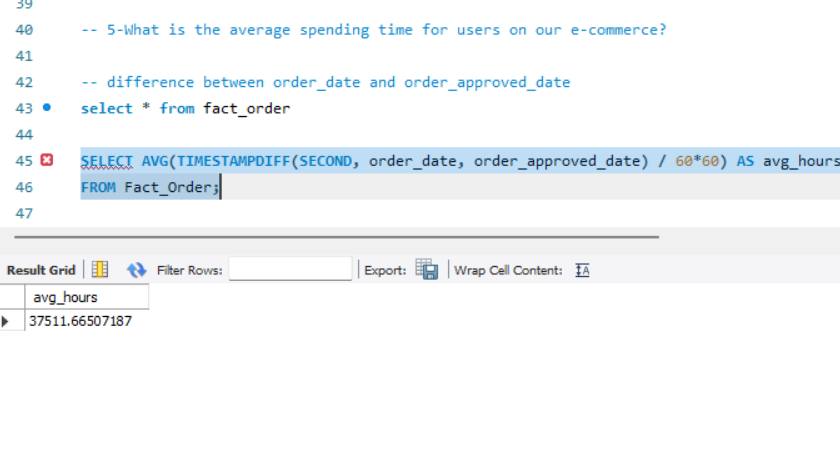 39
40 -- 5-What is the average spending time for users on our e-commerce?
41
42 -- difference between order_date and order_approved_date
43 select * from fact_order
44
45 SELECT AVG(TIMESTAMPDIFF(SECOND, order_date, order_approved_date) / 60*60) AS avg_hours
46 FROM Fact_Order;
47
Result Grid Filter Rows: Export: Wrap Cell Content: IA
avg_hours
37511.66507187